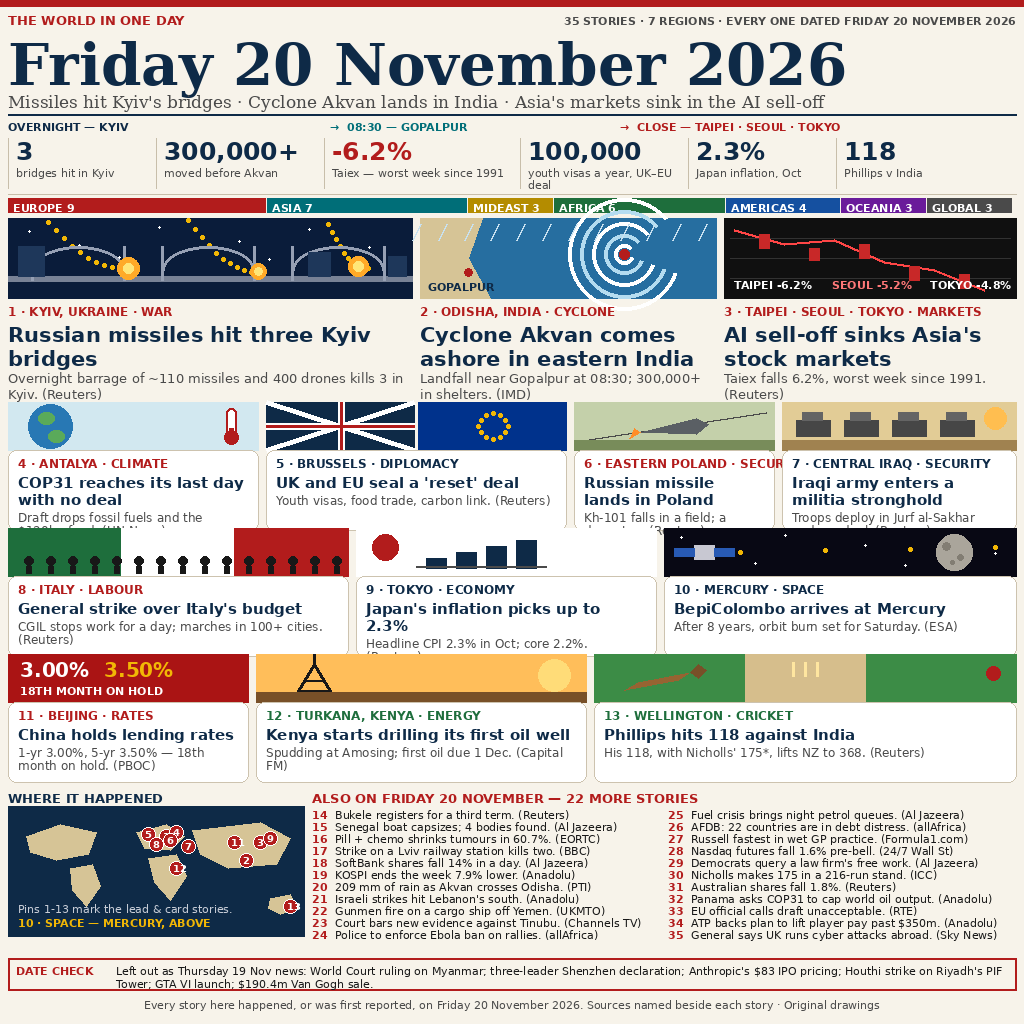 THE WORLD IN ONE DAY
35 STORIES · 7 REGIONS · EVERY ONE DATED FRIDAY 20 NOVEMBER 2026
Friday 20 November 2026
Missiles hit Kyiv's bridges · Cyclone Akvan lands in India · Asia's markets sink in the AI sell-off
OVERNIGHT — KYIV
→ 08:30 — GOPALPUR
→ CLOSE — TAIPEI · SEOUL · TOKYO
3
bridges hit in Kyiv
300,000+
moved before Akvan
-6.2%
Taiex — worst week since 1991
100,000
youth visas a year, UK–EU
deal
2.3%
Japan inflation, Oct
118
Phillips v India
EUROPE 9
ASIA 7
MIDEAST 3
AFRICA 6
AMERICAS 4
OCEANIA 3
GLOBAL 3
GOPALPUR
TAIPEI -6.2%
SEOUL -5.2%
TOKYO -4.8%
1 · KYIV, UKRAINE · WAR
Russian missiles hit three Kyiv
bridges
Overnight barrage of ~110 missiles and 400 drones kills 3 in
Kyiv. (Reuters)
2 · ODISHA, INDIA · CYCLONE
Cyclone Akvan comes
ashore in eastern India
Landfall near Gopalpur at 08:30; 300,000+
in shelters. (IMD)
3 · TAIPEI · SEOUL · TOKYO · MARKETS
AI sell-off sinks Asia's
stock markets
Taiex falls 6.2%, worst week since 1991.
(Reuters)
4 · ANTALYA · CLIMATE
COP31 reaches its last day
with no deal
Draft drops fossil fuels and the
5 · BRUSSELS · DIPLOMACY
UK and EU seal a 'reset' deal
Youth visas, food trade, carbon link. (Reuters)
6 · EASTERN POLAND · SECUR
Russian missile
lands in Poland
Kh-101 falls in a field; a
7 · CENTRAL IRAQ · SECURITY
Iraqi army enters a
militia stronghold
Troops deploy in Jurf al-Sakhar
8 · ITALY · LABOUR
General strike over Italy's budget
CGIL stops work for a day; marches in 100+ cities.
(Reuters)
9 · TOKYO · ECONOMY
Japan's inflation picks up to
2.3%
Headline CPI 2.3% in Oct; core 2.2%.
(Reuters)
10 · MERCURY · SPACE
BepiColombo arrives at Mercury
After 8 years, orbit burn set for Saturday. (ESA)
3.00% 3.50%
18TH MONTH ON HOLD
11 · BEIJING · RATES
China holds lending rates
1-yr 3.00%, 5-yr 3.50% — 18th
month on hold. (PBOC)
12 · TURKANA, KENYA · ENERGY
Kenya starts drilling its first oil well
Spudding at Amosing; first oil due 1 Dec. (Capital
FM)
13 · WELLINGTON · CRICKET
Phillips hits 118 against India
His 118, with Nicholls' 175*, lifts NZ to 368. (Reuters)
WHERE IT HAPPENED
5
4
8
6
7
11
3
9
2
12
13
Pins 1-13 mark the lead & card stories.
10 · SPACE — MERCURY, ABOVE
ALSO ON FRIDAY 20 NOVEMBER — 22 MORE STORIES
14 Bukele registers for a third term. (Reuters)
15 Senegal boat capsizes; 4 bodies found. (Al Jazeera)
16 Pill + chemo shrinks tumours in 60.7%. (EORTC)
17 Strike on a Lviv railway station kills two. (BBC)
18 SoftBank shares fall 14% in a day. (Al Jazeera)
19 KOSPI ends the week 7.9% lower. (Anadolu)
20 209 mm of rain as Akvan crosses Odisha. (PTI)
21 Israeli strikes hit Lebanon's south. (Anadolu)
22 Gunmen fire on a cargo ship off Yemen. (UKMTO)
23 Court bars new evidence against Tinubu. (Channels TV)
24 Police to enforce Ebola ban on rallies. (allAfrica)
25 Fuel crisis brings night petrol queues. (Al Jazeera)
26 AFDB: 22 countries are in debt distress. (allAfrica)
27 Russell fastest in wet GP practice. (Formula1.com)
28 Nasdaq futures fall 1.6% pre-bell. (24/7 Wall St)
29 Democrats query a law firm's free work. (Al Jazeera)
30 Nicholls makes 175 in a 216-run stand. (ICC)
31 Australian shares fall 1.8%. (Reuters)
32 Panama asks COP31 to cap world oil output. (Anadolu)
33 EU official calls draft unacceptable. (RTE)
34 ATP backs plan to lift player pay past $350m. (Anadolu)
35 General says UK runs cyber attacks abroad. (Sky News)
DATE CHECK
Left out as Thursday 19 Nov news: World Court ruling on Myanmar; three-leader Shenzhen declaration; Anthropic's $83 IPO pricing; Houthi strike on Riyadh's PIF
Tower; GTA VI launch; $190.4m Van Gogh sale.
Every story here happened, or was first reported, on Friday 20 November 2026. Sources named beside each story · Original drawings